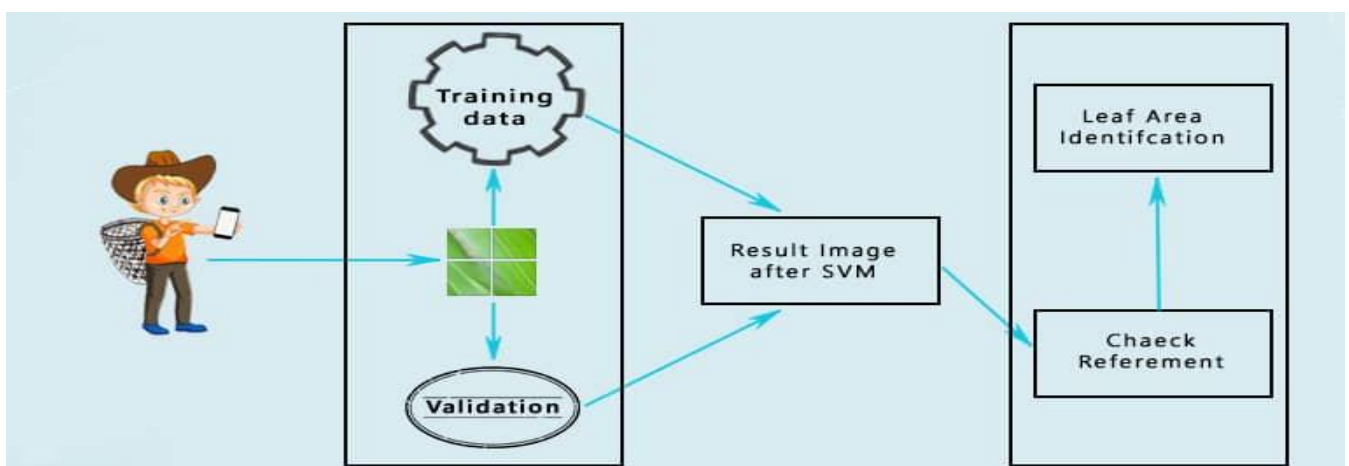 Training
data
Validation
Result Image
after SVM
Leaf Area
Identifcation
Chaeck
Referement